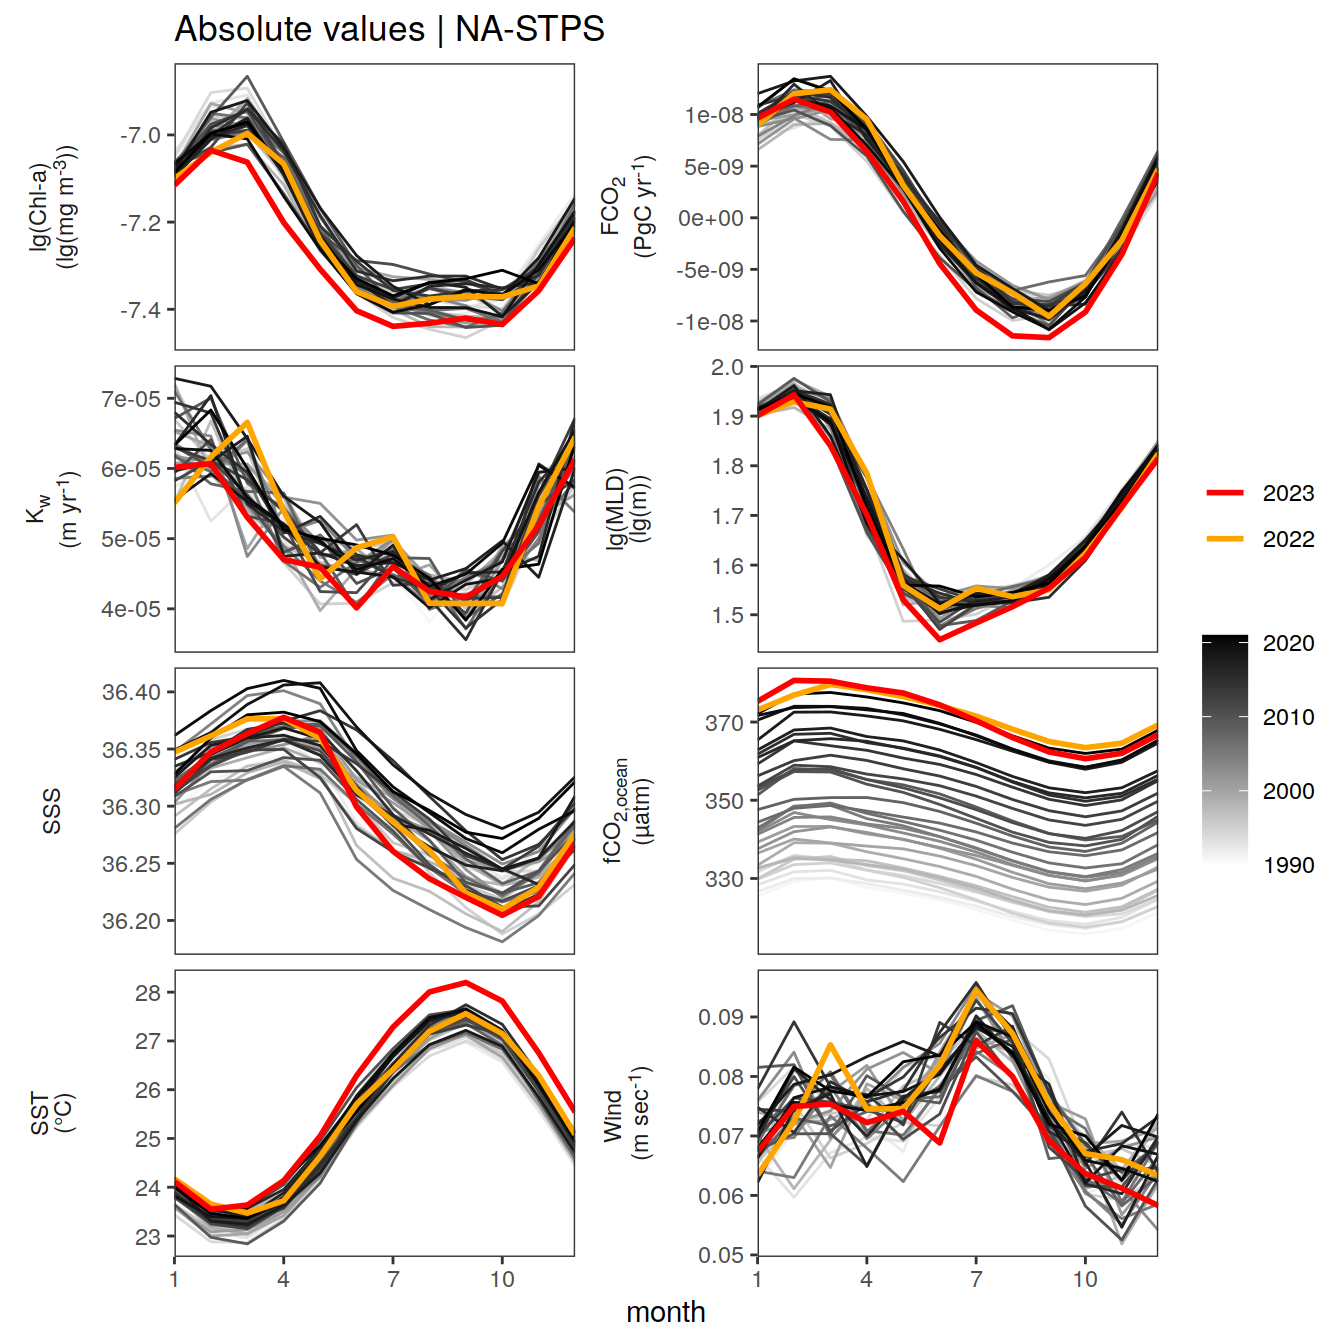 Absolute values | NA-STPS
lg(Chl-a)
(lg(mg m⁻³))
-7.0
-7.2
-7.4
FCO₂
(PgC yr⁻¹)
1e-08
5e-09
0e+00
-5e-09
-1e-08
Kw
(m yr⁻¹)
7e-05
6e-05
5e-05
4e-05
lg(MLD)
(lg(m))
2.0
1.9
1.8
1.7
1.6
1.5
SSS
36.40
36.35
36.30
36.25
36.20
fCO2,ocean
(µatm)
370
350
330
SST
(°C)
28
27
26
25
24
23
1
4
7
10
Wind
(m sec⁻¹)
0.09
0.08
0.07
0.06
0.05
1
4
7
10
month
2023
2022
2020
2010
2000
1990